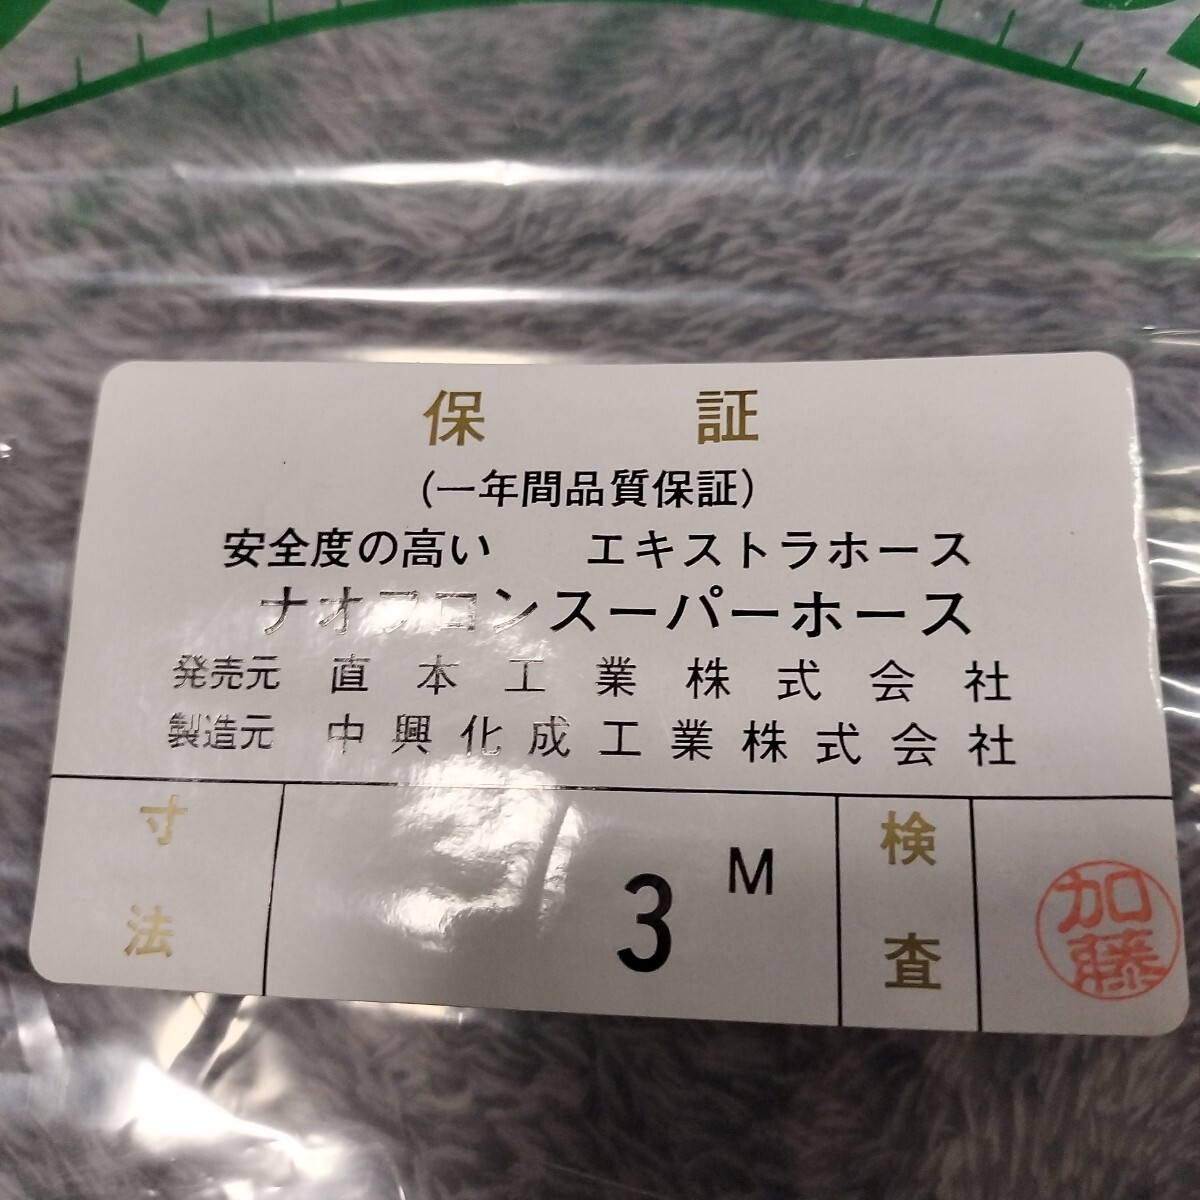 保証
(一年間品質保証)
安全度の高い エキストラホース
ナオフロンスーパーホース
発売元 直本工業株式会社
製造元 中興化成工業株式会社
寸法 3M 検査 加藤